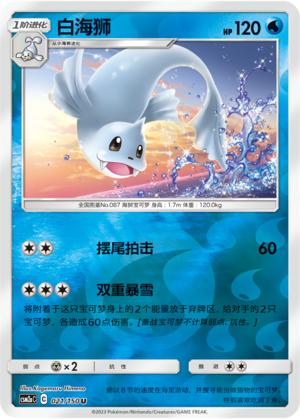 1阶进化
白海狮
HP 120
从小海狮进化
全国图鉴No.087 海狮宝可梦 身高：1.7m 体重：120.0kg
摆尾拍击 60
双重暴雪
将附着于这只宝可梦身上的2个能量放于弃牌区。给对手的2只宝可梦，各造成60点伤害。[备战宝可梦不计算弱点、抗性。]
Illus. Kagemaru Himeno
弱点 ×2 抗性 撤退
G 021/150 U
©2023 Pokémon/Nintendo/Creatures/GAME FREAK.